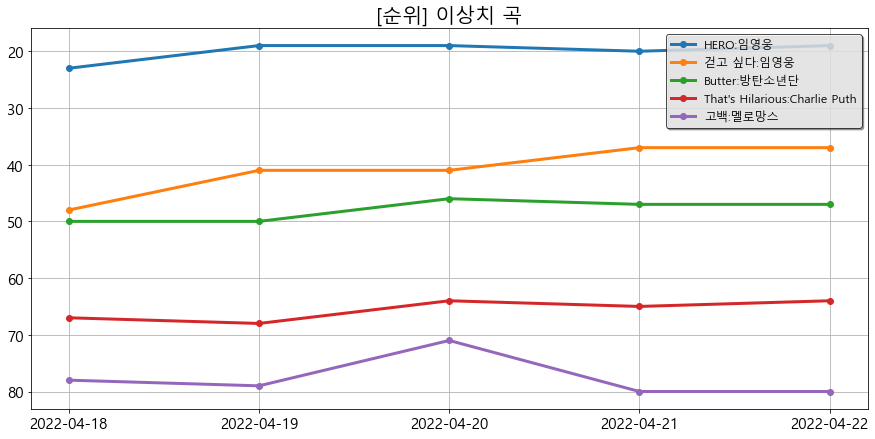 [순위] 이상치 곡
HERO:임영웅
걷고 싶다:임영웅
Butter:방탄소년단
That's Hilarious:Charlie Puth
고백:멜로망스
20
30
40
50
60
70
80
2022-04-18 2022-04-19 2022-04-20 2022-04-21 2022-04-22